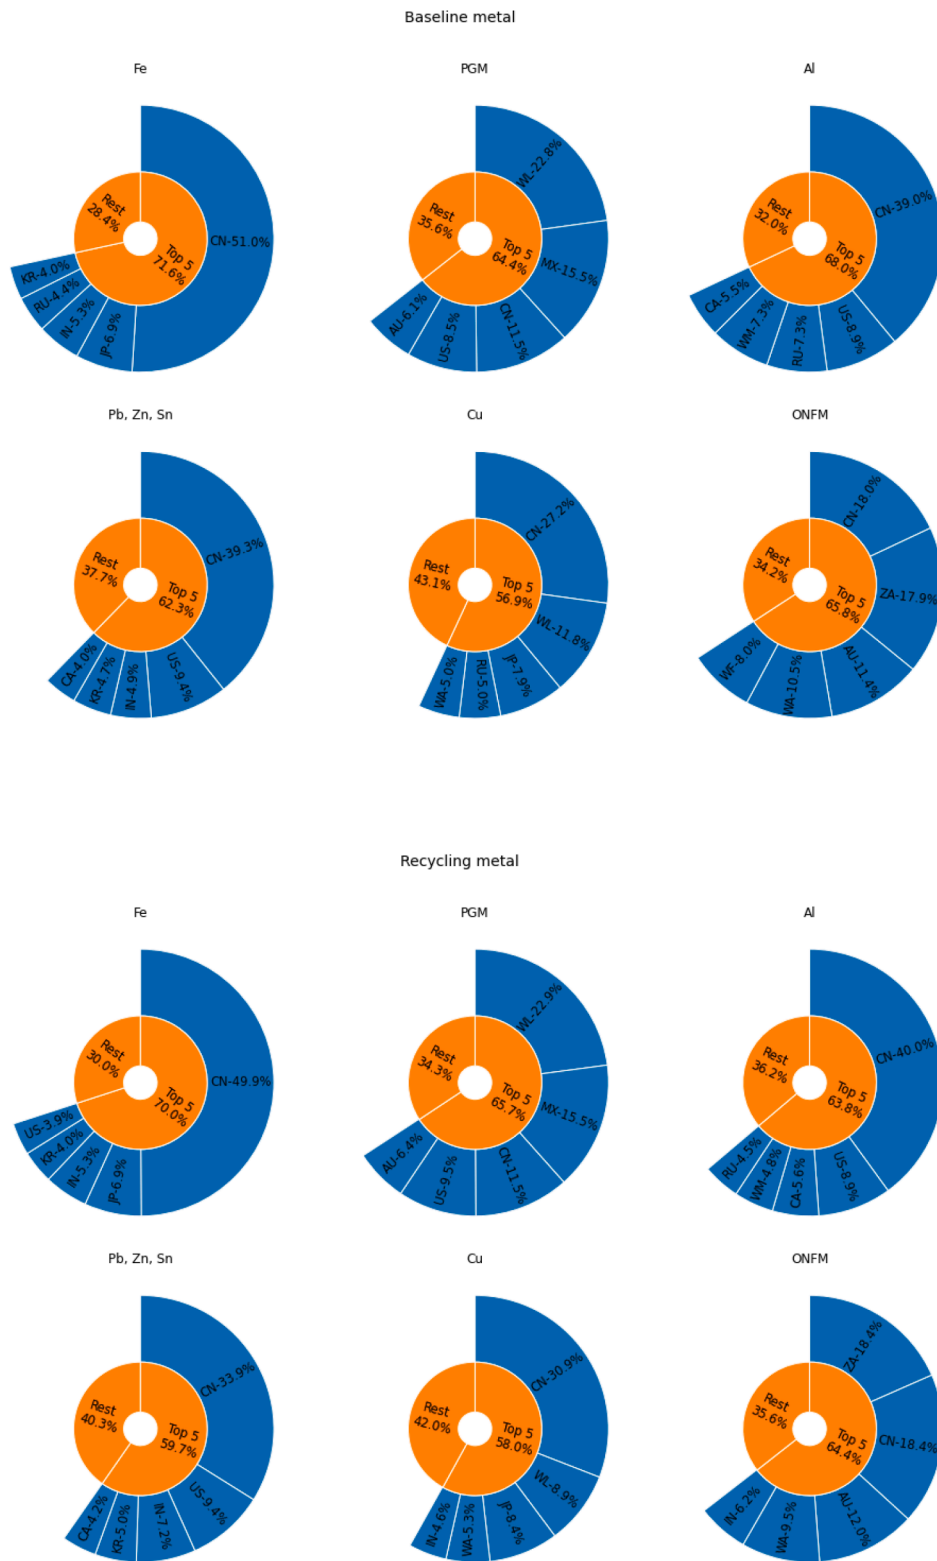 Baseline metal
Fe
PGM
Al
CN-51.0%
JP-6.9%
IN-5.3%
RU-4.4%
KR-4.0%
Top 5
71.6%
Rest
28.4%
WL-22.8%
MX-15.5%
CN-11.5%
US-8.5%
AU-6.1%
Top 5
64.4%
Rest
35.6%
CN-39.0%
US-8.9%
RU-7.3%
WM-7.3%
CA-5.5%
Top 5
68.0%
Rest
32.0%
Pb, Zn, Sn
Cu
ONFM
CN-39.3%
US-9.4%
IN-4.9%
KR-4.7%
CA-4.0%
Top 5
62.3%
Rest
37.7%
CN-27.2%
WL-11.8%
JP-7.9%
RU-5.0%
WA-5.0%
Top 5
56.9%
Rest
43.1%
CN-18.0%
ZA-17.9%
AU-11.4%
WA-10.5%
WF-8.0%
Top 5
65.8%
Rest
34.2%
Recycling metal
Fe
PGM
Al
CN-49.9%
JP-6.9%
IN-5.3%
KR-4.0%
US-3.9%
Top 5
70.0%
Rest
30.0%
WL-22.9%
MX-15.5%
CN-11.5%
US-9.5%
AU-6.4%
Top 5
65.7%
Rest
34.3%
CN-40.0%
US-8.9%
CA-5.6%
WM-4.8%
RU-4.5%
Top 5
63.8%
Rest
36.2%
Pb, Zn, Sn
Cu
ONFM
CN-33.9%
US-9.4%
IN-7.2%
KR-5.0%
CA-4.2%
Top 5
59.7%
Rest
40.3%
CN-30.9%
WL-8.9%
JP-8.4%
WA-5.3%
IN-4.6%
Top 5
58.0%
Rest
42.0%
ZA-18.4%
CN-18.4%
AU-12.0%
WA-9.5%
IN-6.2%
Top 5
64.4%
Rest
35.6%